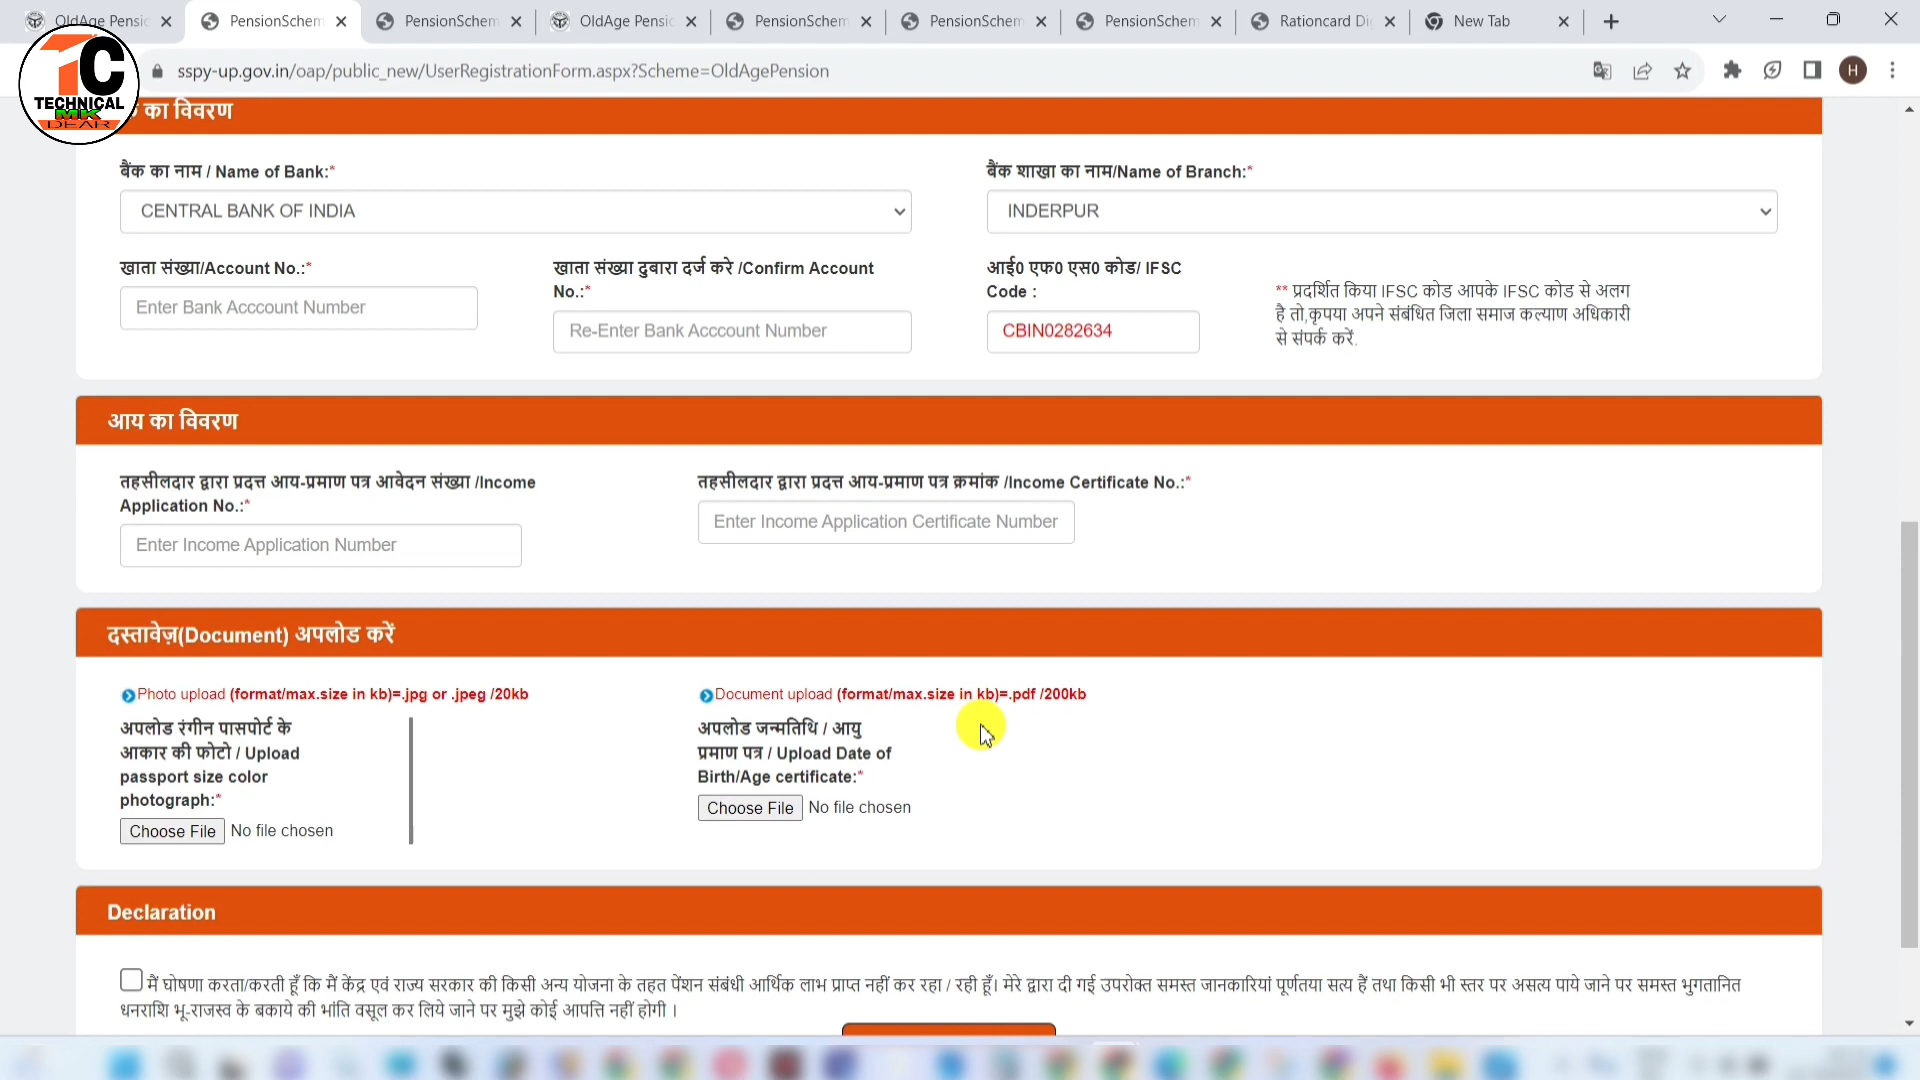 OldAge Pensic
PensionSchem
PensionSchem
OldAge Pensic
PensionSchem
PensionSchem
PensionSchem
Rationcard Di
New Tab
sspy-up.gov.in/oap/public_new/UserRegistrationForm.aspx?Scheme=OldAgePension
H
TC
TECHNICAL
MK
DEAR
का विवरण
बैंक का नाम / Name of Bank:*
बैंक शाखा का नाम/Name of Branch:*
CENTRAL BANK OF INDIA
INDERPUR
खाता संख्या/Account No.:*
खाता संख्या दुबारा दर्ज करे /Confirm Account
No.:*
आई0 एफ0 एस0 कोड/ IFSC
Code :
Enter Bank Acccount Number
Re-Enter Bank Acccount Number
CBIN0282634
** प्रदर्शित किया IFSC कोड आपके IFSC कोड से अलग
है तो,कृपया अपने संबंधित जिला समाज कल्याण अधिकारी
से संपर्क करें.
आय का विवरण
तहसीलदार द्वारा प्रदत्त आय-प्रमाण पत्र आवेदन संख्या /Income
Application No.:*
तहसीलदार द्वारा प्रदत्त आय-प्रमाण पत्र क्रमांक /Income Certificate No.:*
Enter Income Application Number
Enter Income Application Certificate Number
दस्तावेज़(Document) अपलोड करें
Photo upload (format/max.size in kb)=.jpg or .jpeg /20kb
अपलोड रंगीन पासपोर्ट के
आकार की फोटो / Upload
passport size color
photograph:*
Choose File No file chosen
Document upload (format/max.size in kb)=.pdf /200kb
अपलोड जन्मतिथि / आयु
प्रमाण पत्र / Upload Date of
Birth/Age certificate:*
Choose File No file chosen
Declaration
मैं घोषणा करता/करती हूँ कि मैं केंद्र एवं राज्य सरकार की किसी अन्य योजना के तहत पेंशन संबंधी आर्थिक लाभ प्राप्त नहीं कर रहा / रही हूँ। मेरे द्वारा दी गई उपरोक्त समस्त जानकारियां पूर्णतया सत्य हैं तथा किसी भी स्तर पर असत्य पाये जाने पर समस्त भुगतानित
धनराशि भू-राजस्व के बकाये की भांति वसूल कर लिये जाने पर मुझे कोई आपत्ति नहीं होगी ।